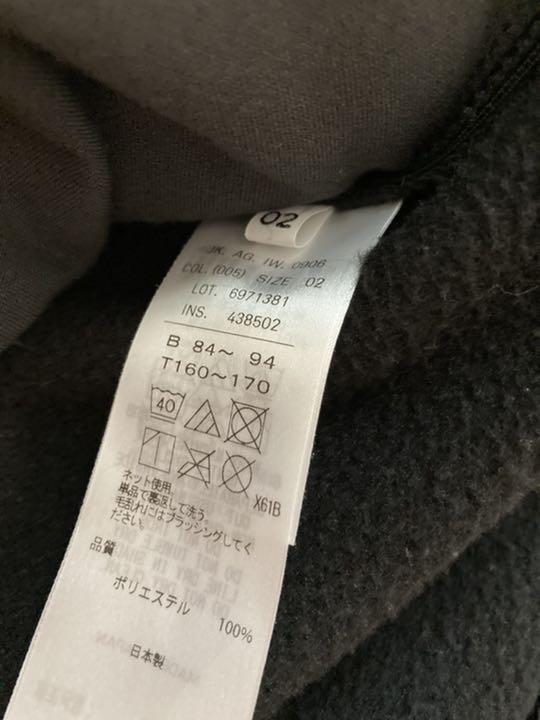 02
JK. AG. IW. 0906
COL.(005) SIZE 02
LOT. 6971381
INS. 438502
B 84～ 94
T160～170
40
X61B
ネット使用。
単品で裏返して洗う。
毛乱れにはブラッシングしてく
ださい。
品質
ポリエステル 100%
日本製